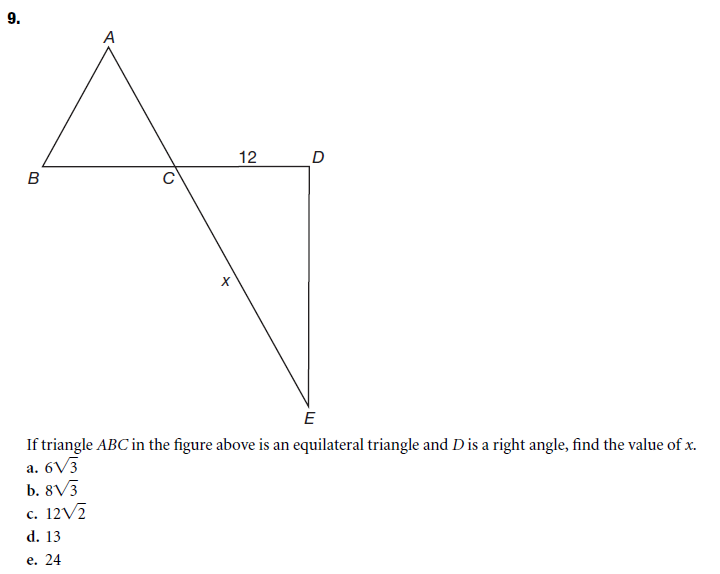 9.
A
12
D
B
C
x
E
If triangle ABC in the figure above is an equilateral triangle and D is a right angle, find the value of x.
a. 6√3
b. 8√3
c. 12√2
d. 13
e. 24